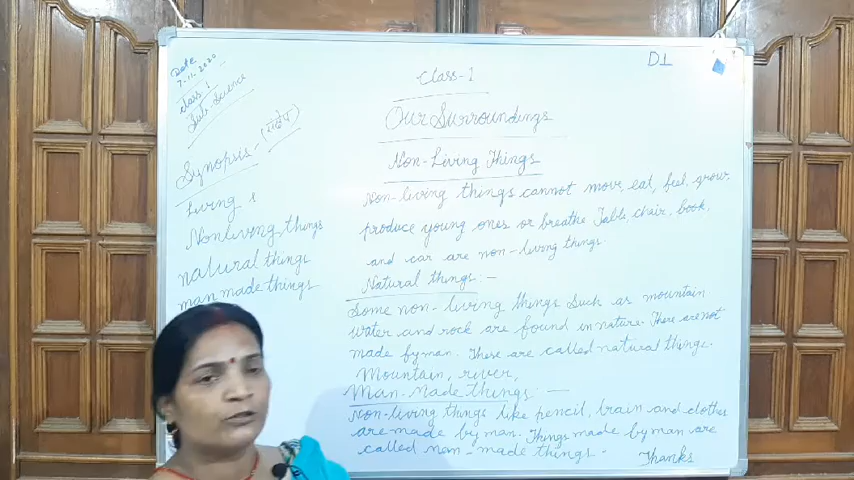 Date
7-11-2020
class-1
Sub-Science
Synopsis- (सारांश)
Living &
Nonliving things
natural things
man made things
D1
Class-1
Our Surroundings
Non-Living Things
Non-living things cannot move, eat, feel, grow,
produce young ones or breathe Table, chair, book,
and car are non-living things
Natural things:-
Some non-living things Such as mountain
water and rock are found in nature. There are not
made by man. These are called natural things.
Mountain, river,
Man-Made things:-
Non-living things like pencil, brain and clothes
are made by man. Things made by man are
called man-made things.
Thanks